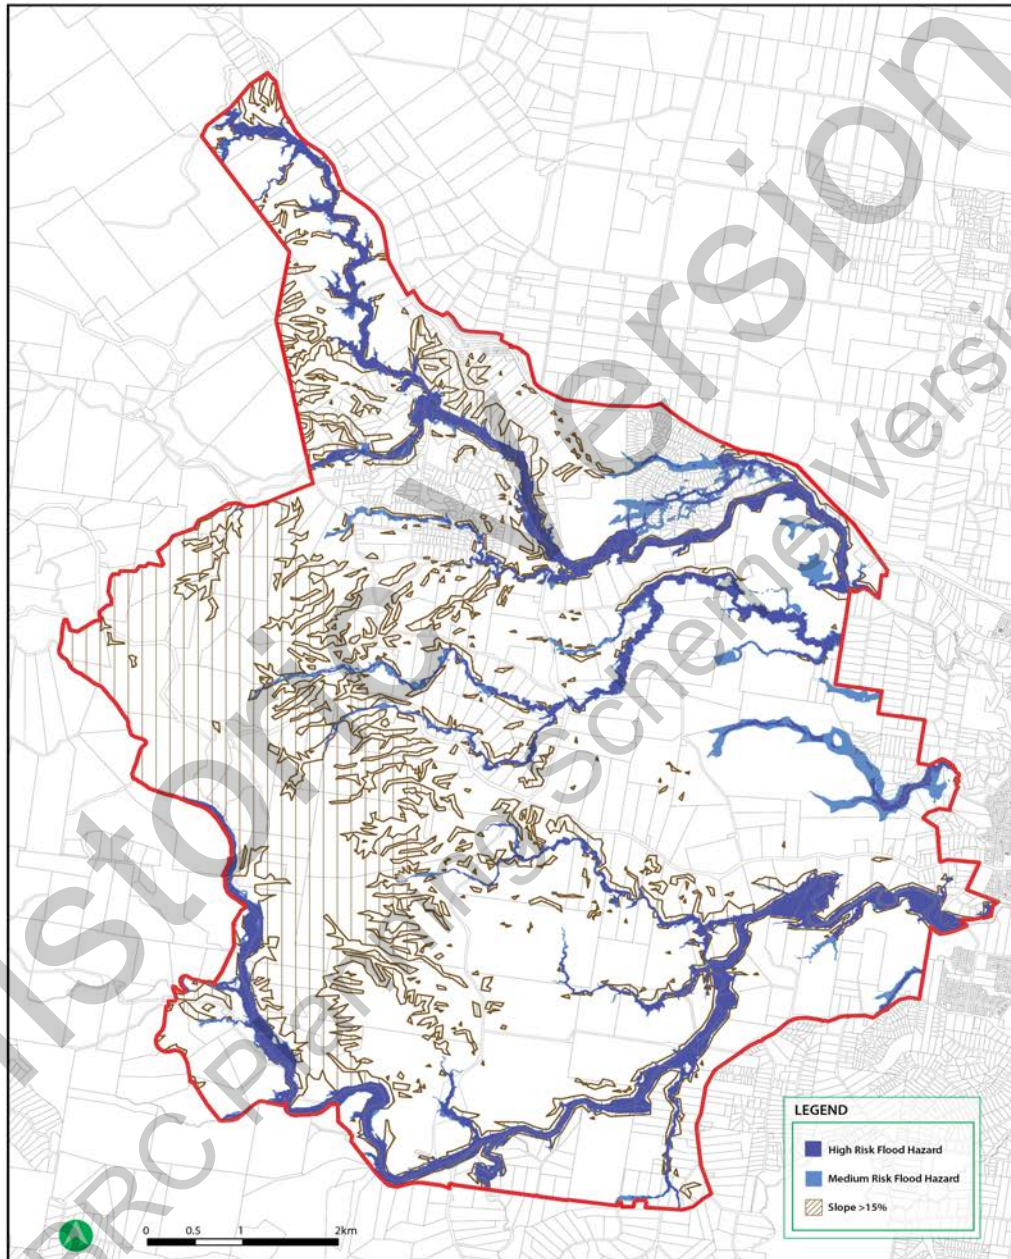 Historic Version
MBRC Planning Scheme Version
LEGEND
High Risk Flood Hazard
Medium Risk Flood Hazard
Slope >15%
0 0.5 1 2km